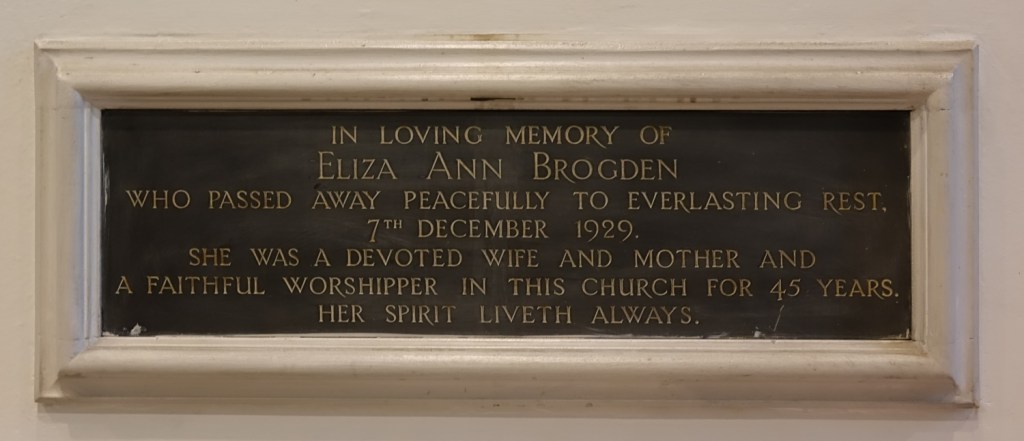 IN LOVING MEMORY OF
ELIZA ANN BROGDEN
WHO PASSED AWAY PEACEFULLY TO EVERLASTING REST,
7TH DECEMBER 1929.
SHE WAS A DEVOTED WIFE AND MOTHER AND
A FAITHFUL WORSHIPPER IN THIS CHURCH FOR 45 YEARS.
HER SPIRIT LIVETH ALWAYS.